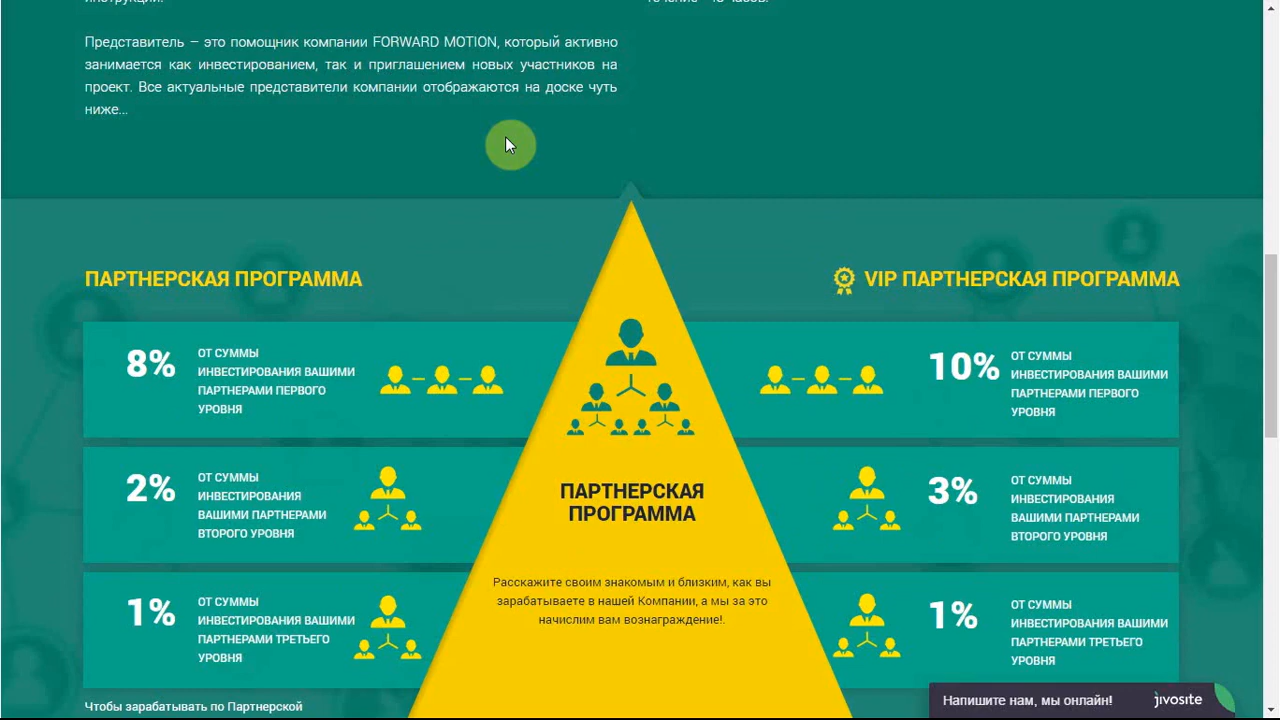 Представитель – это помощник компании FORWARD MOTION, который активно
занимается как инвестированием, так и приглашением новых участников на
проект. Все актуальные представители компании отображаются на доске чуть
ниже...
ПАРТНЕРСКАЯ ПРОГРАММА
8%
ОТ СУММЫ
ИНВЕСТИРОВАНИЯ ВАШИМИ
ПАРТНЕРАМИ ПЕРВОГО
УРОВНЯ
2%
ОТ СУММЫ
ИНВЕСТИРОВАНИЯ
ВАШИМИ ПАРТНЕРАМИ
ВТОРОГО УРОВНЯ
1%
ОТ СУММЫ
ИНВЕСТИРОВАНИЯ ВАШИМИ
ПАРТНЕРАМИ ТРЕТЬЕГО
УРОВНЯ
Чтобы зарабатывать по Партнерской
ПАРТНЕРСКАЯ
ПРОГРАММА
Расскажите своим знакомым и близким, как вы
зарабатываете в нашей Компании, а мы за это
начислим вам вознаграждение!.
VIP ПАРТНЕРСКАЯ ПРОГРАММА
10%
ОТ СУММЫ
ИНВЕСТИРОВАНИЯ ВАШИМИ
ПАРТНЕРАМИ ПЕРВОГО
УРОВНЯ
3%
ОТ СУММЫ
ИНВЕСТИРОВАНИЯ
ВАШИМИ ПАРТНЕРАМИ
ВТОРОГО УРОВНЯ
1%
ОТ СУММЫ
ИНВЕСТИРОВАНИЯ ВАШИМИ
ПАРТНЕРАМИ ТРЕТЬЕГО
УРОВНЯ
Напишите нам, мы онлайн! jivosite